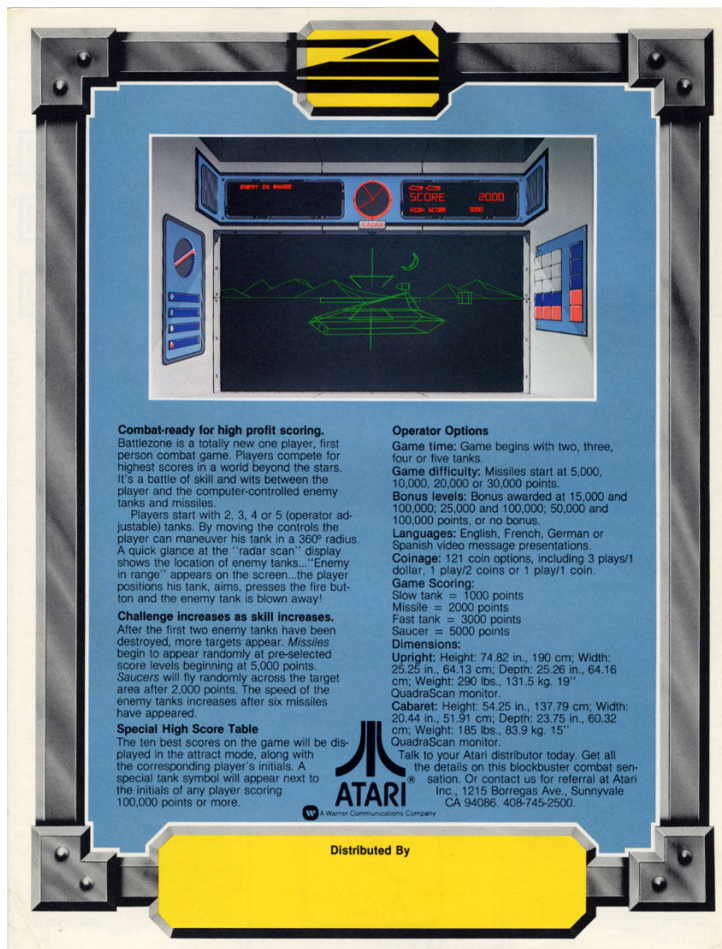 ENEMY IN RANGE
SCORE 2000
HIGH SCORE 5000
RADAR
Combat-ready for high profit scoring.
Battlezone is a totally new one player, first
person combat game. Players compete for
highest scores in a world beyond the stars.
It's a battle of skill and wits between the
player and the computer-controlled enemy
tanks and missiles.
Players start with 2, 3, 4 or 5 (operator ad-
justable) tanks. By moving the controls the
player can maneuver his tank in a 360º radius.
A quick glance at the "radar scan" display
shows the location of enemy tanks..."Enemy
in range" appears on the screen...the player
positions his tank, aims, presses the fire but-
ton and the enemy tank is blown away!
Challenge increases as skill increases.
After the first two enemy tanks have been
destroyed, more targets appear. Missiles
begin to appear randomly at pre-selected
score levels beginning at 5,000 points.
Saucers will fly randomly across the target
area after 2,000 points. The speed of the
enemy tanks increases after six missiles
have appeared.
Special High Score Table
The ten best scores on the game will be dis-
played in the attract mode, along with
the corresponding player's initials. A
special tank symbol will appear next to
the initials of any player scoring
100,000 points or more.
Operator Options
Game time: Game begins with two, three,
four or five tanks.
Game difficulty: Missiles start at 5,000,
10,000, 20,000 or 30,000 points.
Bonus levels: Bonus awarded at 15,000 and
100,000; 25,000 and 100,000; 50,000 and
100,000 points, or no bonus.
Languages: English, French, German or
Spanish video message presentations.
Coinage: 121 coin options, including 3 plays/1
dollar, 1 play/2 coins or 1 play/1 coin.
Game Scoring:
Slow tank = 1000 points
Missile = 2000 points
Fast tank = 3000 points
Saucer = 5000 points
Dimensions:
Upright: Height: 74.82 in., 190 cm; Width:
25.25 in., 64.13 cm; Depth: 25.26 in., 64.16
cm; Weight: 290 lbs., 131.5 kg. 19"
QuadraScan monitor.
Cabaret: Height: 54.25 in., 137.79 cm; Width:
20.44 in., 51.91 cm; Depth: 23.75 in., 60.32
cm; Weight: 185 lbs., 83.9 kg. 15"
QuadraScan monitor.
Talk to your Atari distributor today. Get all
the details on this blockbuster combat sen-
sation. Or contact us for referral at Atari
Inc., 1215 Borregas Ave., Sunnyvale
CA 94086. 408-745-2500.
ATARI®
A Warner Communications Company
Distributed By